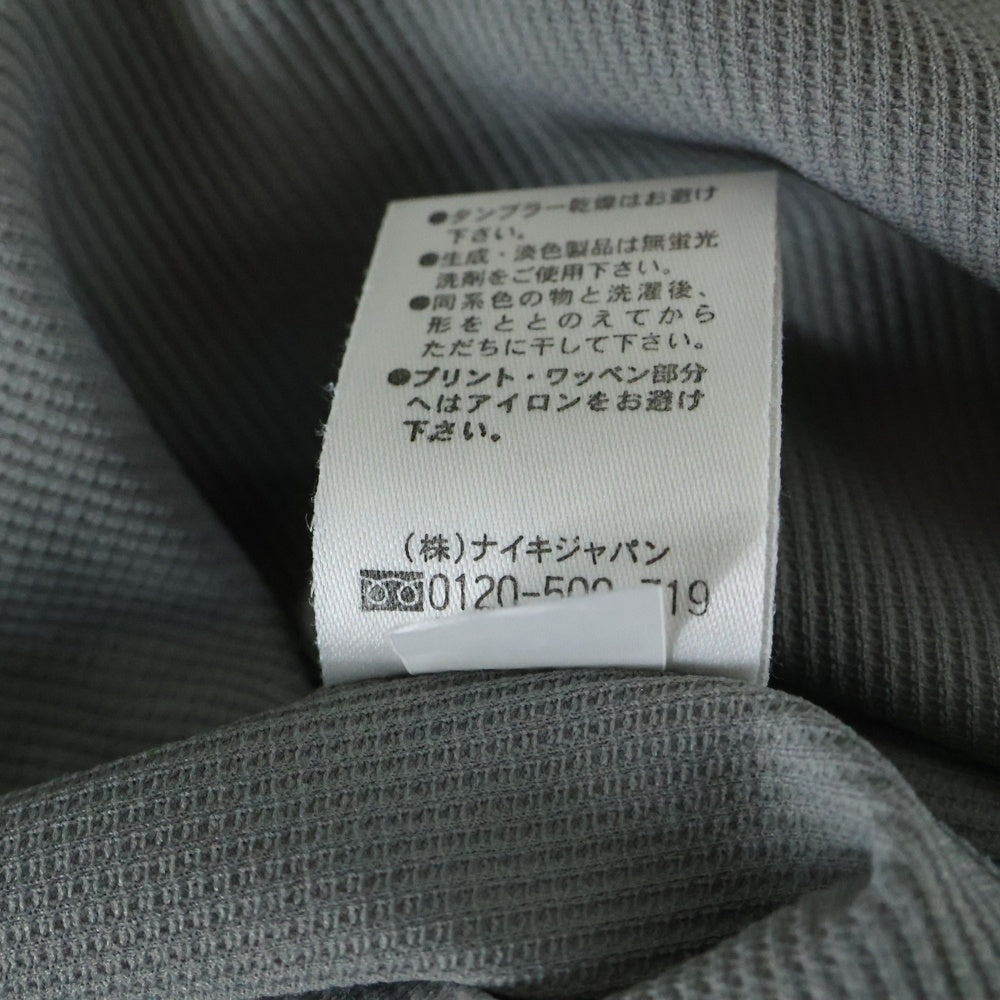 ●タンブラー乾燥はお避け
下さい。
●生成・淡色製品は無蛍光
洗剤をご使用下さい。
●同系色の物と洗濯後、
形をととのえてから
ただちに干して下さい。
●プリント・ワッペン部分
へはアイロンをお避け
下さい。
(株)ナイキジャパン